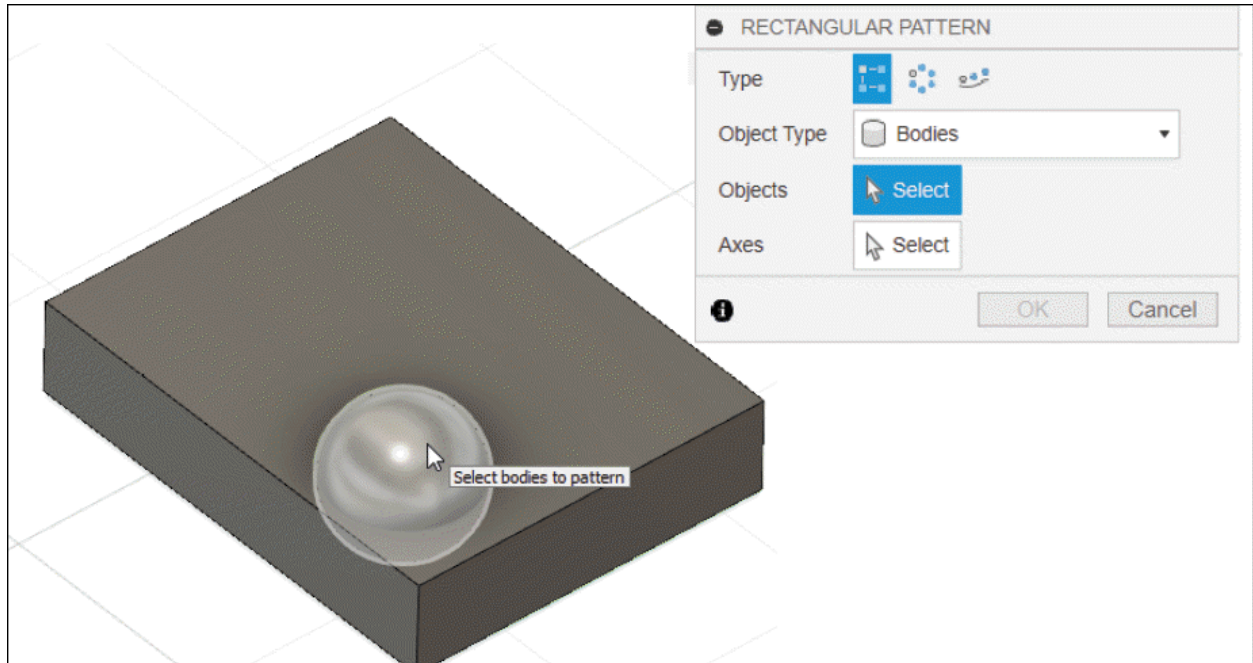 RECTANGULAR PATTERN
Type
Object Type Bodies
Objects Select
Axes Select
OK Cancel
Select bodies to pattern